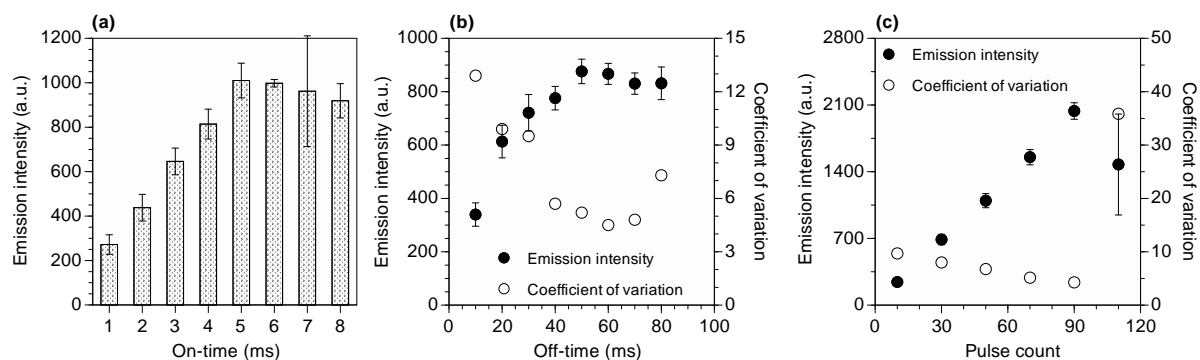 (a)
Emission intensity (a.u.)
1200
1000
800
600
400
200
0
1 2 3 4 5 6 7 8
On-time (ms)
(b)
Emission intensity (a.u.)
1000
800
600
400
200
0
15
12
9
6
3
0
Coefficient of variation
Emission intensity
Coefficient of variation
0 20 40 60 80 100
Off-time (ms)
(c)
Emission intensity (a.u.)
2800
2100
1400
700
0
50
40
30
20
10
0
Coefficient of variation
Emission intensity
Coefficient of variation
0 30 60 90 120
Pulse count